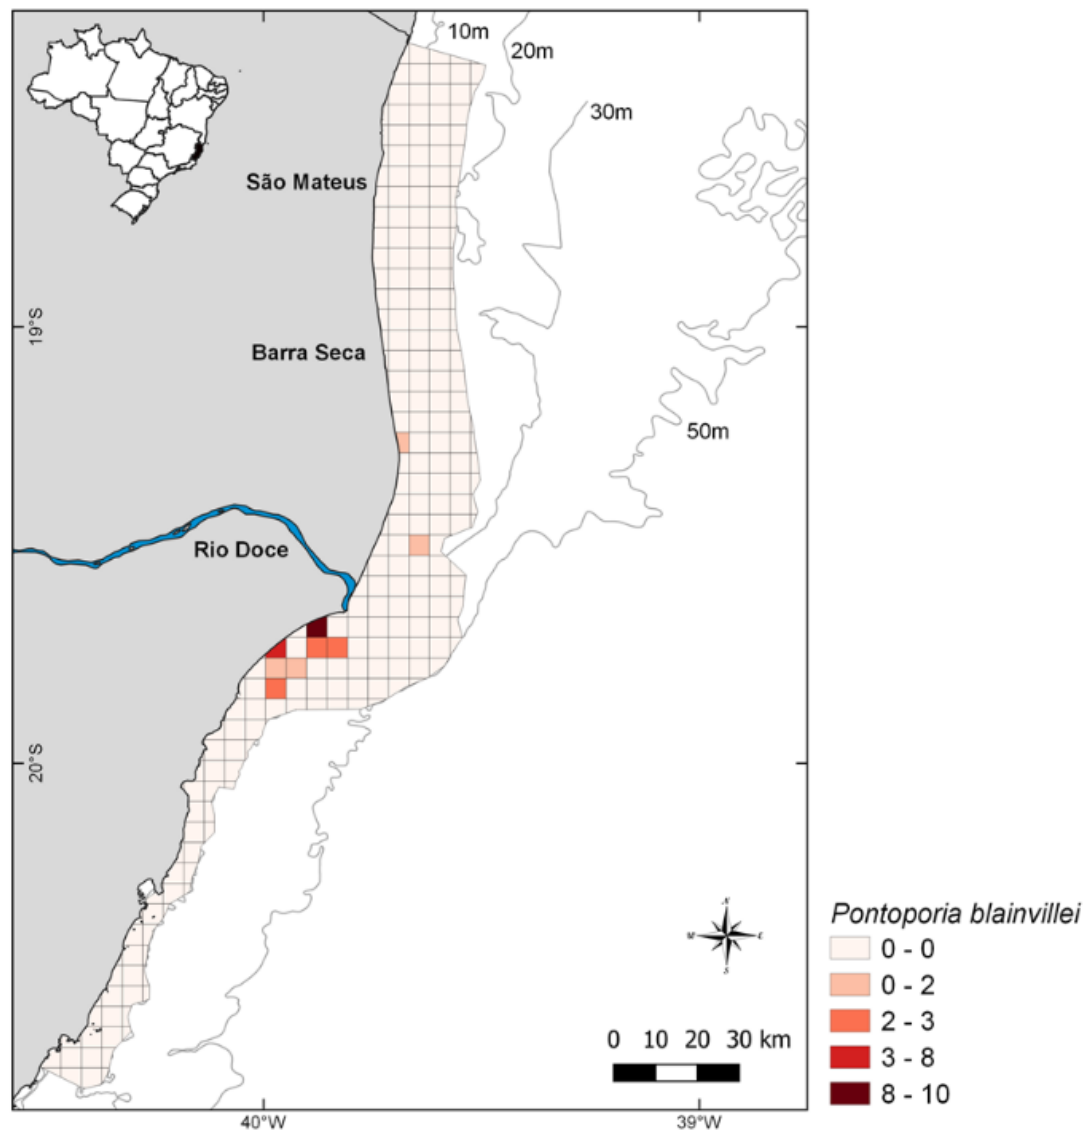 10m
20m
30m
São Mateus
19°S
Barra Seca
50m
Rio Doce
20°S
N
W
E
S
Pontoporia blainvillei
0 - 0
0 - 2
2 - 3
3 - 8
8 - 10
0 10 20 30 km
40°W
39°W